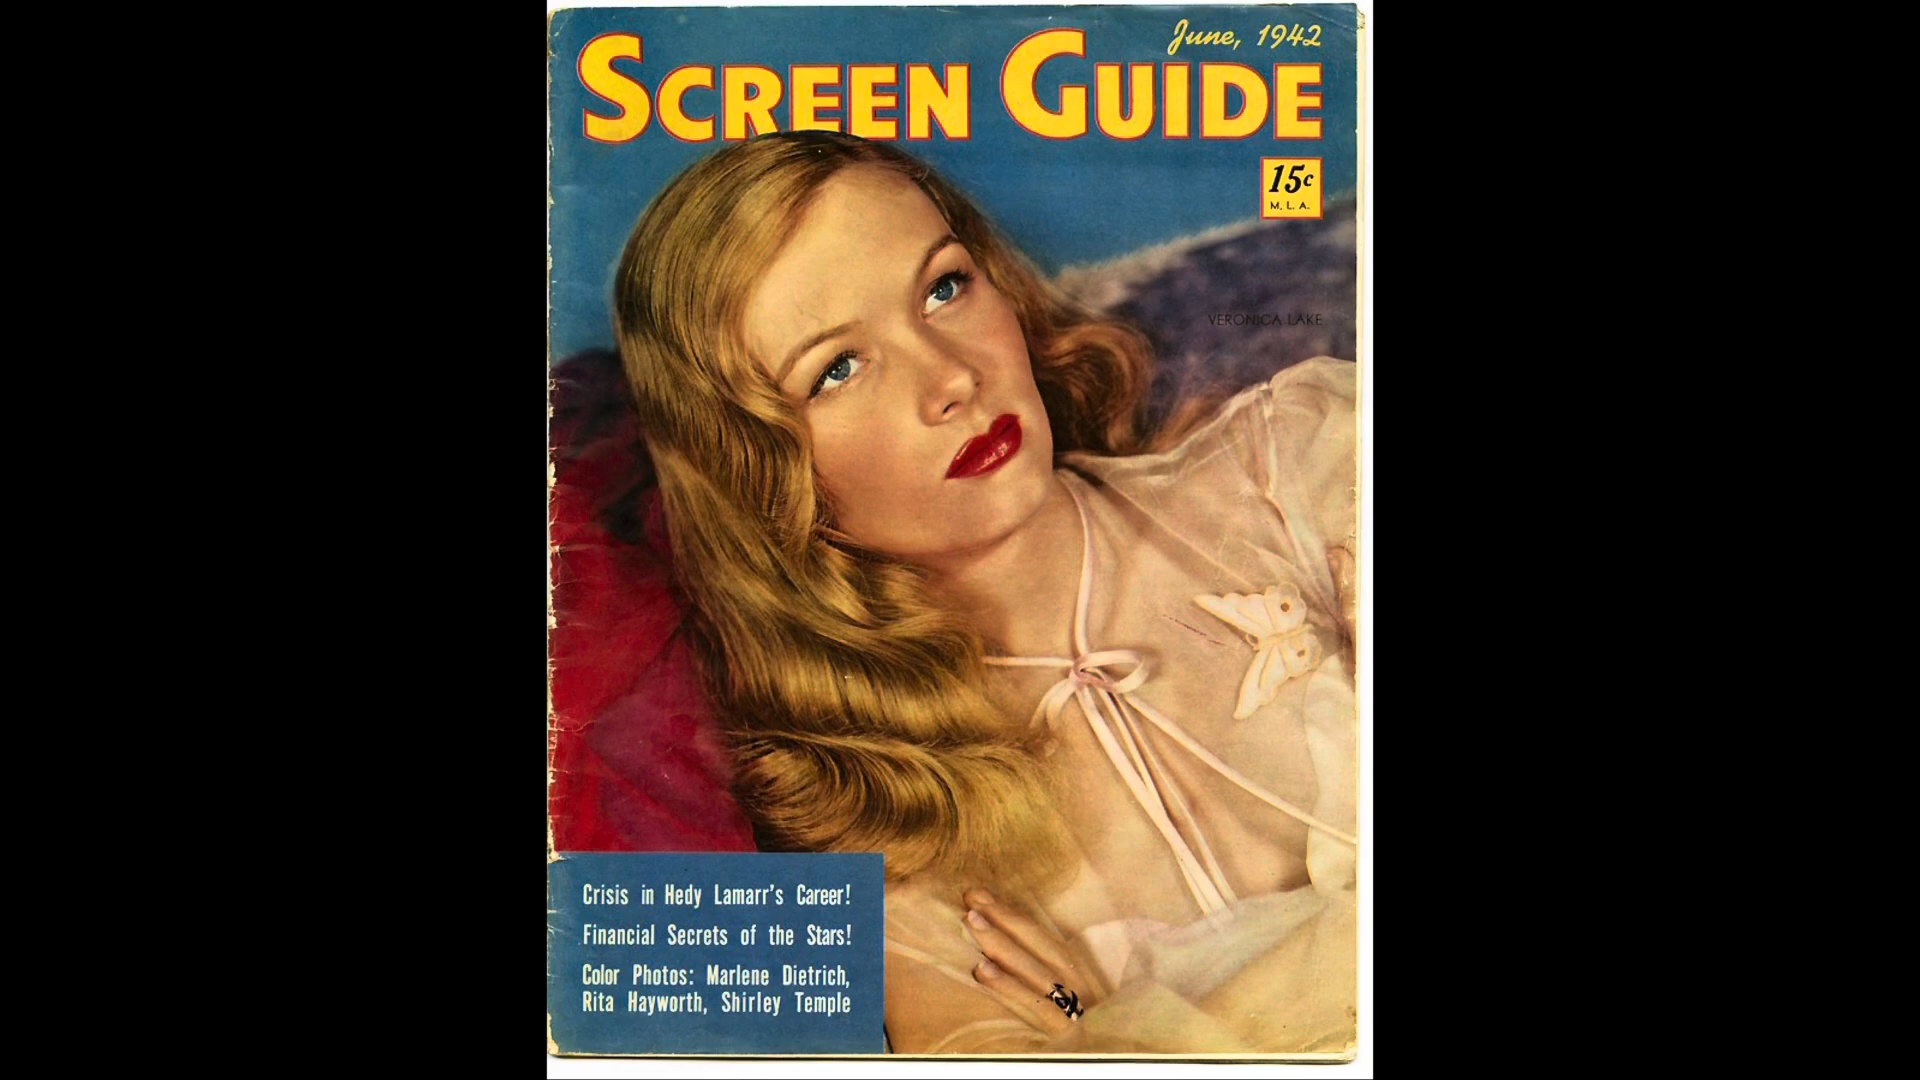 June, 1942
SCREEN GUIDE
15c
M. L. A.
VERONICA LAKE
Crisis in Hedy Lamarr's Career!
Financial Secrets of the Stars!
Color Photos: Marlene Dietrich,
Rita Hayworth, Shirley Temple